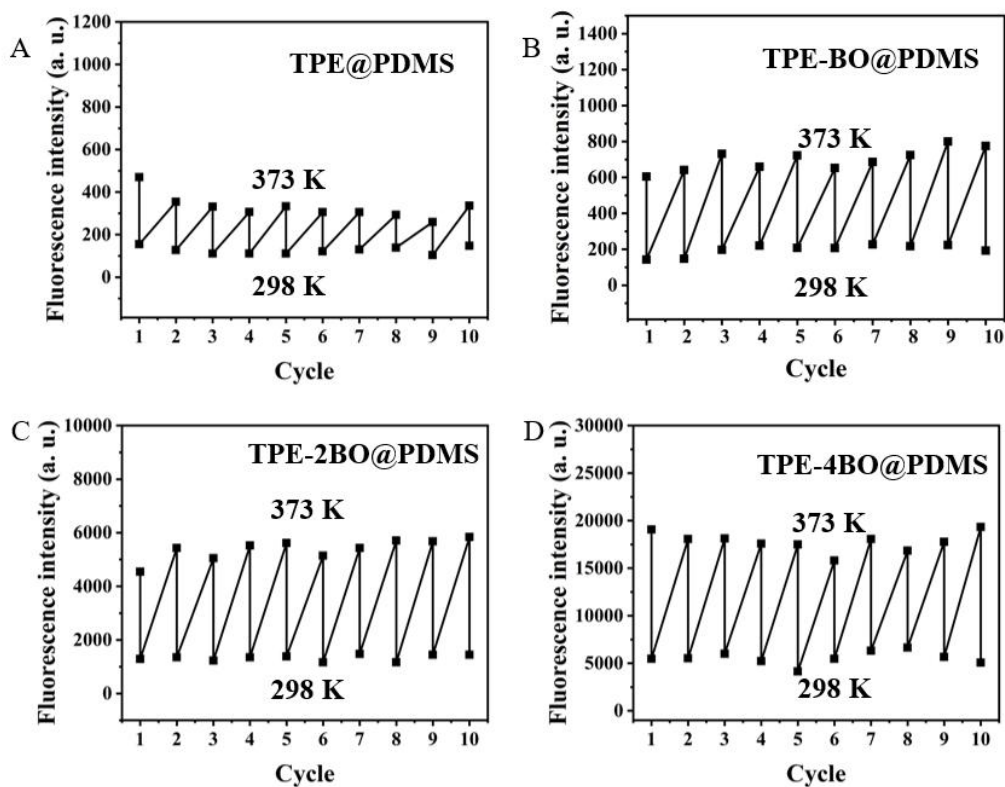 A
TPE@PDMS
Fluorescence intensity (a. u.)
1200
1000
800
600
400
200
0
373 K
298 K
1 2 3 4 5 6 7 8 9 10
Cycle
B
TPE-BO@PDMS
Fluorescence intensity (a. u.)
1400
1200
1000
800
600
400
200
0
373 K
298 K
1 2 3 4 5 6 7 8 9 10
Cycle
C
TPE-2BO@PDMS
Fluorescence intensity (a. u.)
10000
8000
6000
4000
2000
0
373 K
298 K
1 2 3 4 5 6 7 8 9 10
Cycle
D
TPE-4BO@PDMS
Fluorescence intensity (a. u.)
30000
25000
20000
15000
10000
5000
0
373 K
298 K
1 2 3 4 5 6 7 8 9 10
Cycle